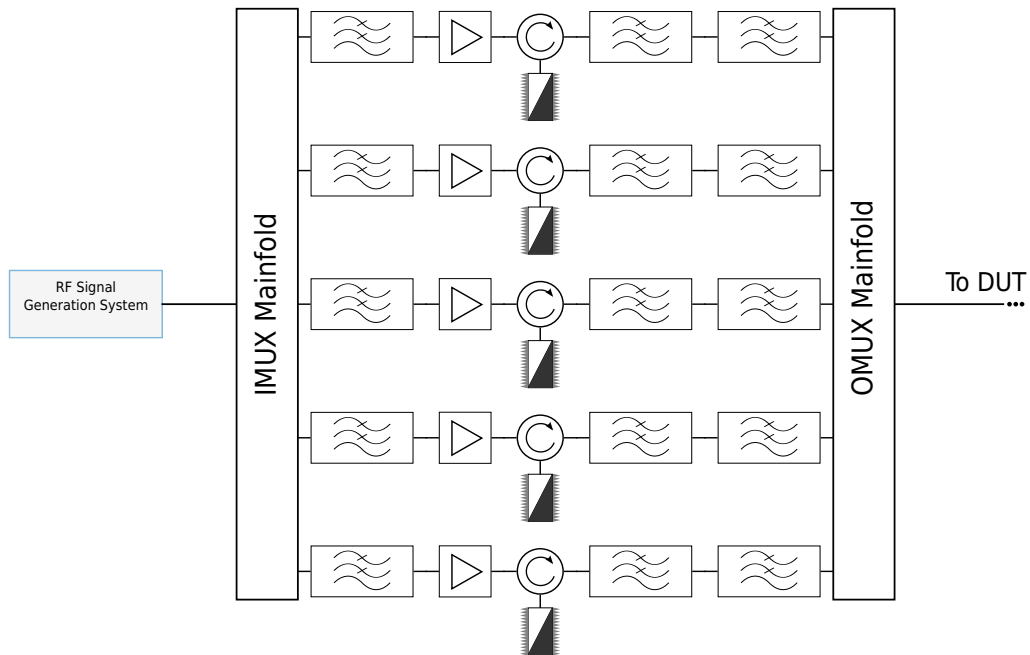 RF Signal
Generation System
IMUX Mainfold
OMUX Mainfold
To DUT